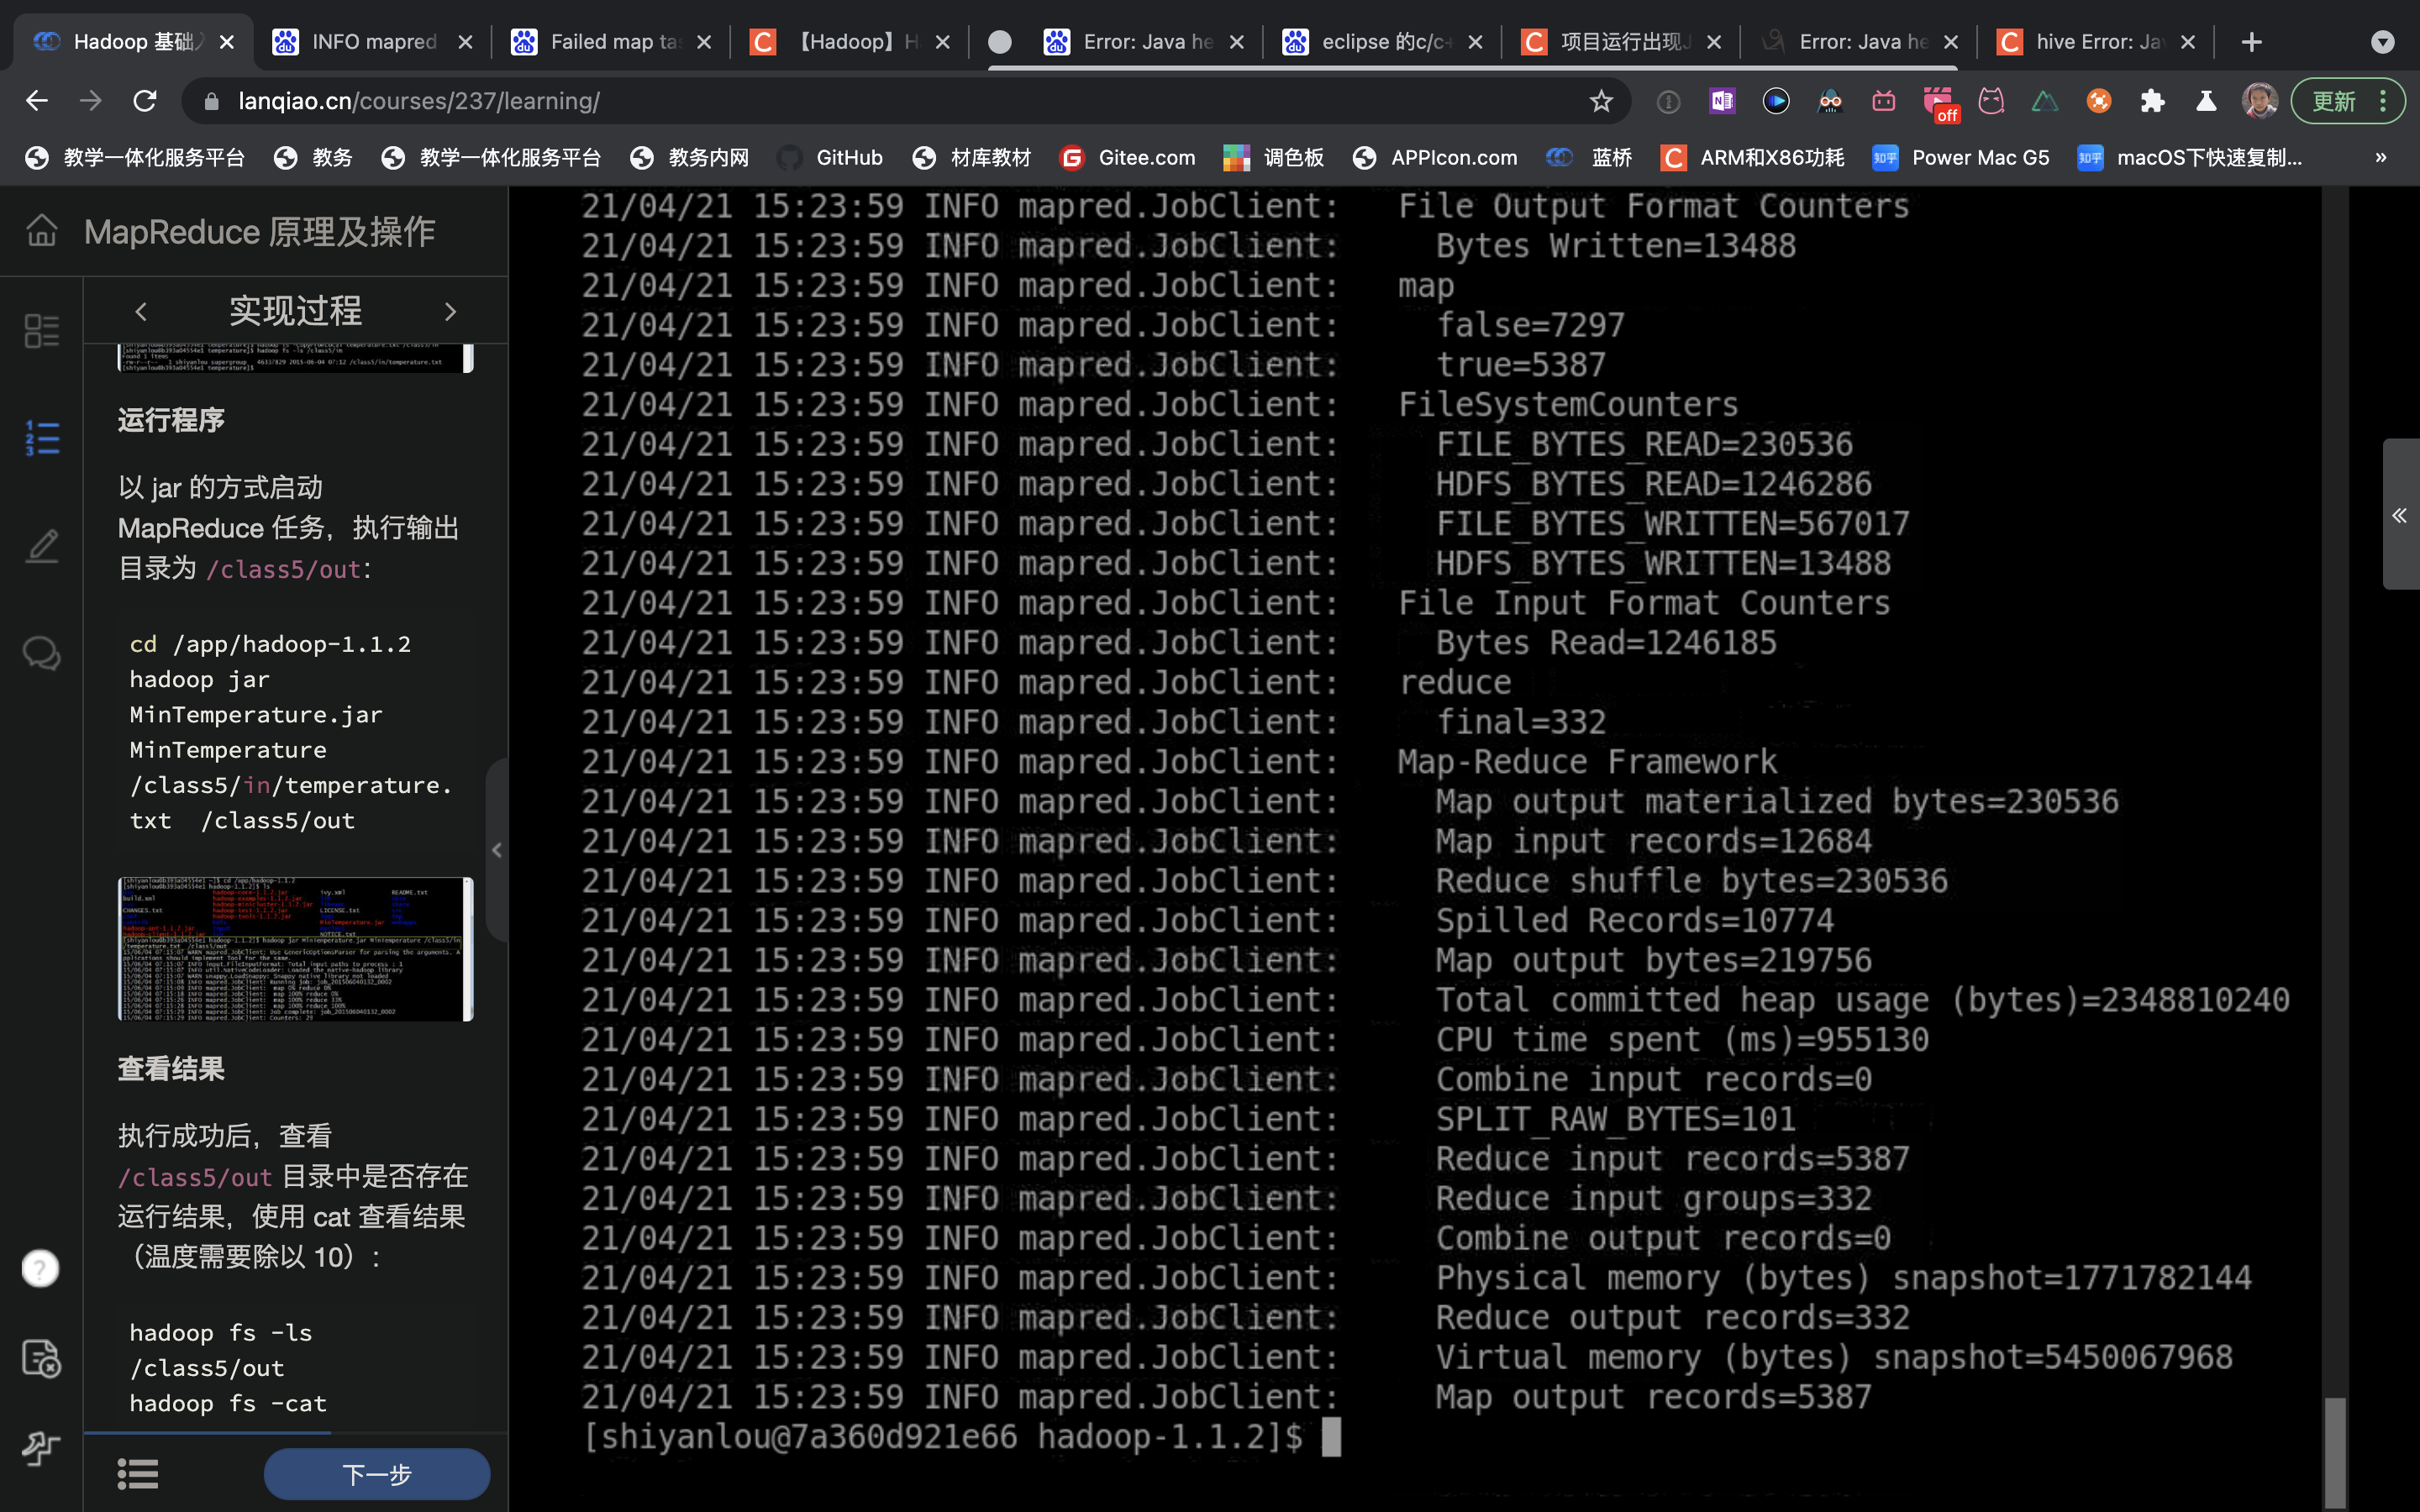 Hadoop 基础
INFO mapred
Failed map ta
【Hadoop】H
Error: Java he
eclipse 的c/c+
项目运行出现J
Error: Java he
hive Error: Ja
lanqiao.cn/courses/237/learning/
off
更新
教学一体化服务平台
教务
教学一体化服务平台
教务内网
GitHub
材库教材
Gitee.com
调色板
APPIcon.com
蓝桥
ARM和X86功耗
Power Mac G5
macOS下快速复制...
»
MapReduce 原理及操作
实现过程
运行程序
以 jar 的方式启动
MapReduce 任务，执行输出
目录为 /class5/out：
cd /app/hadoop-1.1.2
hadoop jar
MinTemperature.jar
MinTemperature
/class5/in/temperature.
txt  /class5/out
查看结果
执行成功后，查看
/class5/out 目录中是否存在
运行结果，使用 cat 查看结果
（温度需要除以 10）：
hadoop fs -ls
/class5/out
hadoop fs -cat
下一步
21/04/21 15:23:59 INFO mapred.JobClient:   File Output Format Counters
21/04/21 15:23:59 INFO mapred.JobClient:     Bytes Written=13488
21/04/21 15:23:59 INFO mapred.JobClient:   map
21/04/21 15:23:59 INFO mapred.JobClient:     false=7297
21/04/21 15:23:59 INFO mapred.JobClient:     true=5387
21/04/21 15:23:59 INFO mapred.JobClient:   FileSystemCounters
21/04/21 15:23:59 INFO mapred.JobClient:     FILE_BYTES_READ=230536
21/04/21 15:23:59 INFO mapred.JobClient:     HDFS_BYTES_READ=1246286
21/04/21 15:23:59 INFO mapred.JobClient:     FILE_BYTES_WRITTEN=567017
21/04/21 15:23:59 INFO mapred.JobClient:     HDFS_BYTES_WRITTEN=13488
21/04/21 15:23:59 INFO mapred.JobClient:   File Input Format Counters
21/04/21 15:23:59 INFO mapred.JobClient:     Bytes Read=1246185
21/04/21 15:23:59 INFO mapred.JobClient:   reduce
21/04/21 15:23:59 INFO mapred.JobClient:     final=332
21/04/21 15:23:59 INFO mapred.JobClient:   Map-Reduce Framework
21/04/21 15:23:59 INFO mapred.JobClient:     Map output materialized bytes=230536
21/04/21 15:23:59 INFO mapred.JobClient:     Map input records=12684
21/04/21 15:23:59 INFO mapred.JobClient:     Reduce shuffle bytes=230536
21/04/21 15:23:59 INFO mapred.JobClient:     Spilled Records=10774
21/04/21 15:23:59 INFO mapred.JobClient:     Map output bytes=219756
21/04/21 15:23:59 INFO mapred.JobClient:     Total committed heap usage (bytes)=2348810240
21/04/21 15:23:59 INFO mapred.JobClient:     CPU time spent (ms)=955130
21/04/21 15:23:59 INFO mapred.JobClient:     Combine input records=0
21/04/21 15:23:59 INFO mapred.JobClient:     SPLIT_RAW_BYTES=101
21/04/21 15:23:59 INFO mapred.JobClient:     Reduce input records=5387
21/04/21 15:23:59 INFO mapred.JobClient:     Reduce input groups=332
21/04/21 15:23:59 INFO mapred.JobClient:     Combine output records=0
21/04/21 15:23:59 INFO mapred.JobClient:     Physical memory (bytes) snapshot=1771782144
21/04/21 15:23:59 INFO mapred.JobClient:     Reduce output records=332
21/04/21 15:23:59 INFO mapred.JobClient:     Virtual memory (bytes) snapshot=5450067968
21/04/21 15:23:59 INFO mapred.JobClient:     Map output records=5387
[shiyanlou@7a360d921e66 hadoop-1.1.2]$